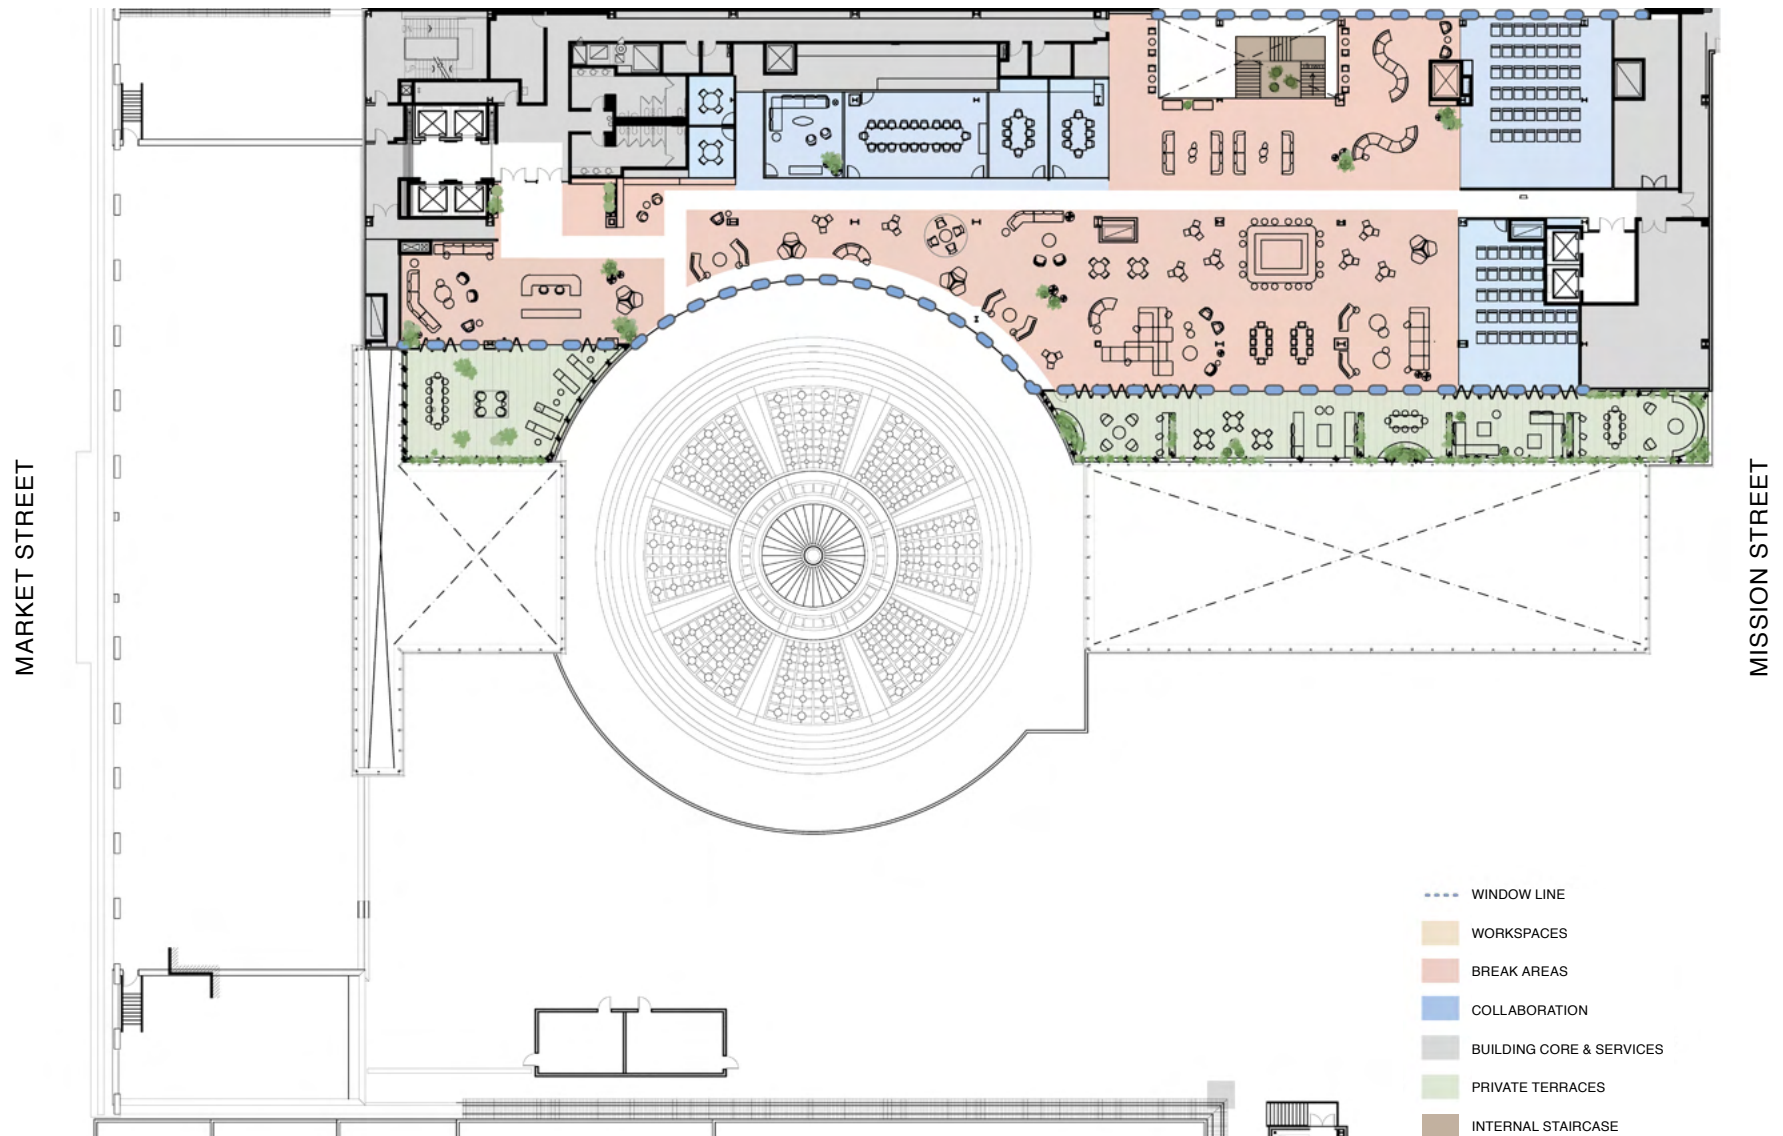 MARKET STREET
MISSION STREET
WINDOW LINE
WORKSPACES
BREAK AREAS
COLLABORATION
BUILDING CORE & SERVICES
PRIVATE TERRACES
INTERNAL STAIRCASE